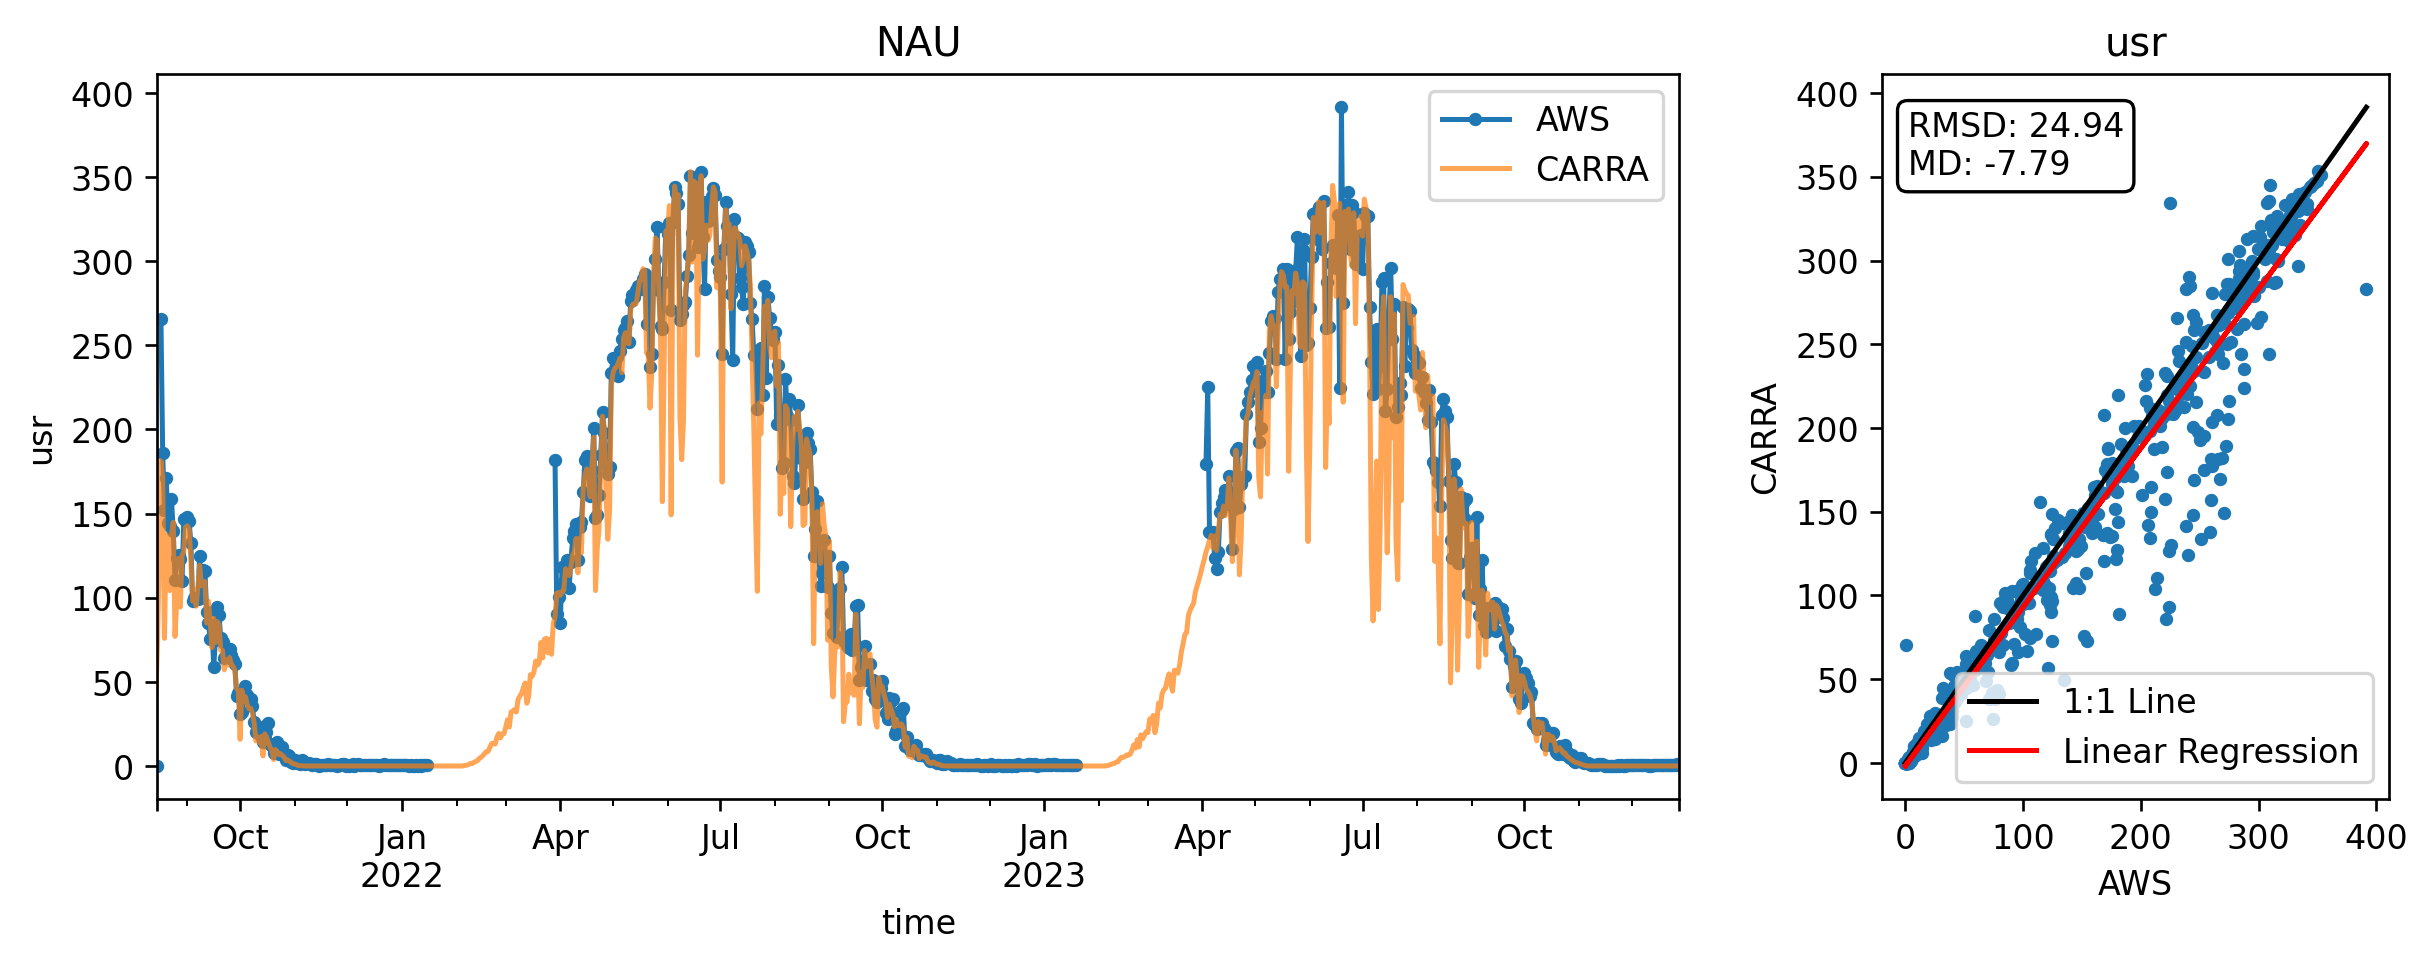 NAU
400
350
300
250
200
150
100
50
0
usr
AWS
CARRA
Oct
Jan
2022
Apr
Jul
Oct
Jan
2023
Apr
Jul
Oct
time
usr
400
350
300
250
200
150
100
50
0
CARRA
RMSD: 24.94
MD: -7.79
1:1 Line
Linear Regression
0 100 200 300 400
AWS